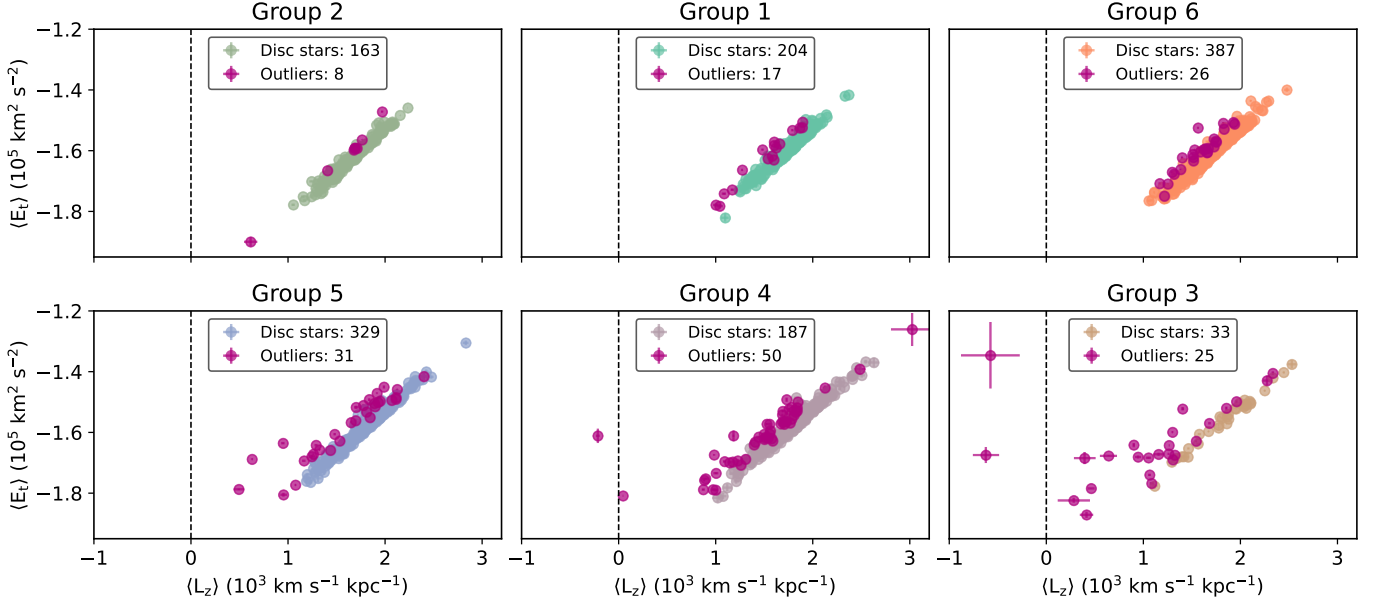 Group 2
Group 1
Group 6
⟨Eₜ⟩ (10⁵ km² s⁻²)
−1.2
−1.4
−1.6
−1.8
Disc stars: 163
Outliers: 8
Disc stars: 204
Outliers: 17
Disc stars: 387
Outliers: 26
Group 5
Group 4
Group 3
⟨Eₜ⟩ (10⁵ km² s⁻²)
−1.2
−1.4
−1.6
−1.8
Disc stars: 329
Outliers: 31
Disc stars: 187
Outliers: 50
Disc stars: 33
Outliers: 25
−1 0 1 2 3
−1 0 1 2 3
−1 0 1 2 3
⟨L_z⟩ (10³ km s⁻¹ kpc⁻¹)
⟨L_z⟩ (10³ km s⁻¹ kpc⁻¹)
⟨L_z⟩ (10³ km s⁻¹ kpc⁻¹)